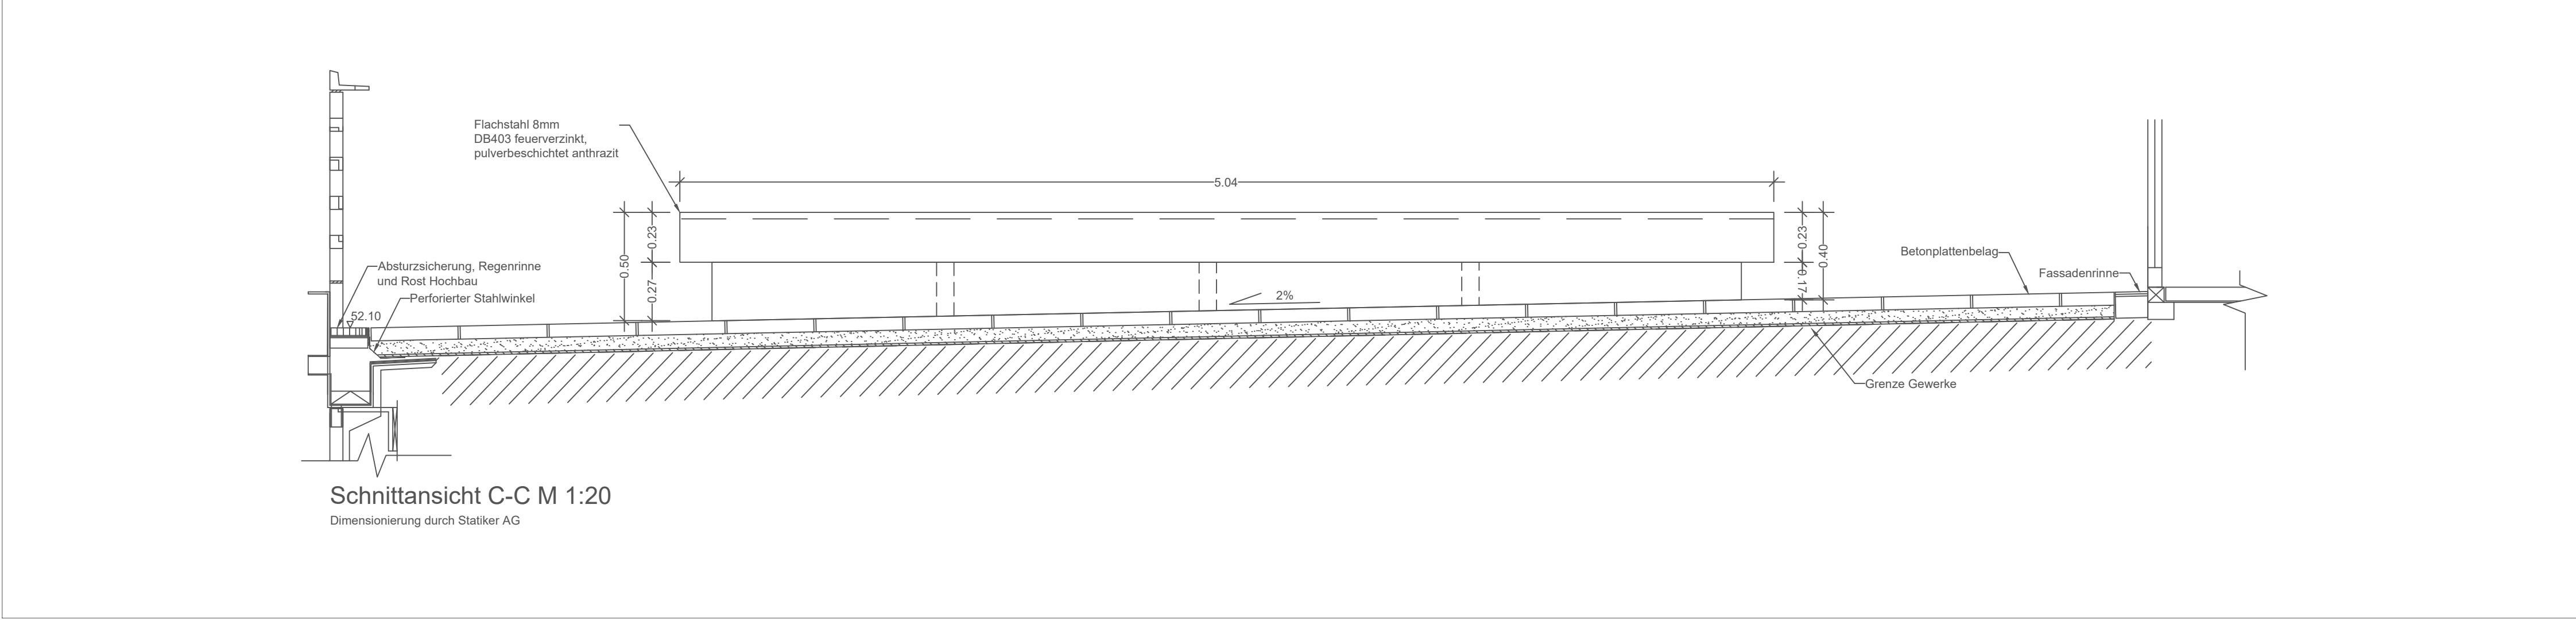 Flachstahl 8mm
DB403 feuerverzinkt,
pulverbeschichtet anthrazit
5.04
0.50
0.23
0.27
0.23
0.17
0.40
2%
Absturzsicherung, Regenrinne
und Rost Hochbau
Perforierter Stahlwinkel
52.10
Betonplattenbelag
Fassadenrinne
Grenze Gewerke
Schnittansicht C-C M 1:20
Dimensionierung durch Statiker AG